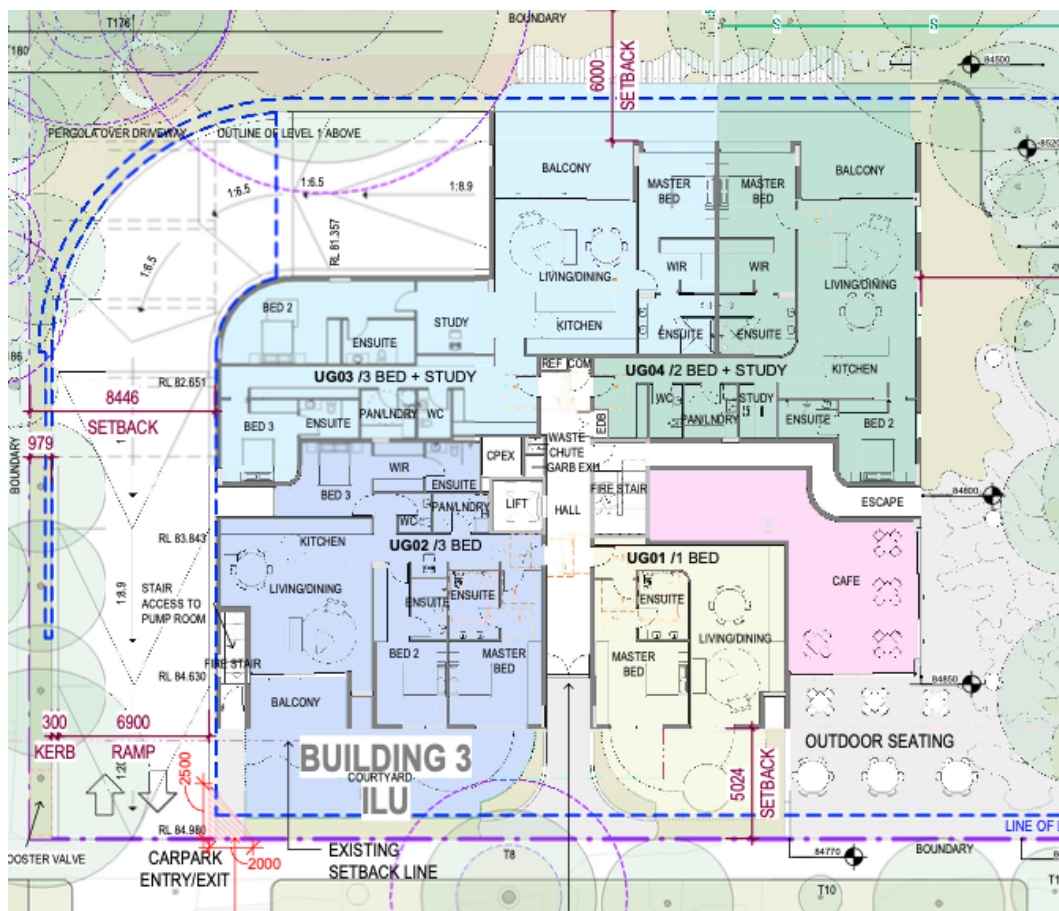 BOUNDARY
T176
T180
S
S
84500
6000
SETBACK
PERGOLA OVER DRIVEWAY
OUTLINE OF LEVEL 1 ABOVE
1:6.5
1:6.5
1:8.9
RL 81.357
1:6.5
BALCONY
MASTER
BED
MASTER
BED
BALCONY
WIR
WIR
LIVING/DINING
LIVING/DINING
BED 2
STUDY
KITCHEN
ENSUITE
ENSUITE
ENSUITE
86
REF
COM
KITCHEN
UG03 /3 BED + STUDY
UG04 /2 BED + STUDY
RL 82.651
8446
SETBACK
979
BOUNDARY
BED 3
ENSUITE
PAN/LNDRY
WC
WC
PAN/LNDRY
STUDY
ENSUITE
BED 2
EDB
WASTE
CHUTE
GARB EXH
CPEX
WIR
ENSUITE
BED 3
PAN/LNDRY
WC
LIFT
HALL
FIRE STAIR
ESCAPE
84800
RL 83.843
KITCHEN
UG02 /3 BED
UG01 /1 BED
CAFE
1:8.9
STAIR
ACCESS TO
PUMP ROOM
LIVING/DINING
ENSUITE
ENSUITE
ENSUITE
LIVING/DINING
FIRE STAIR
BED 2
MASTER
BED
MASTER
BED
RL 84.630
84850
BALCONY
300
KERB
6900
RAMP
BUILDING 3
COURTYARD
ILU
OUTDOOR SEATING
5024
SETBACK
2500
RL 84.980
2000
LINE OF
BOOSTER VALVE
CARPARK
ENTRY/EXIT
EXISTING
SETBACK LINE
T8
84770
BOUNDARY
T10